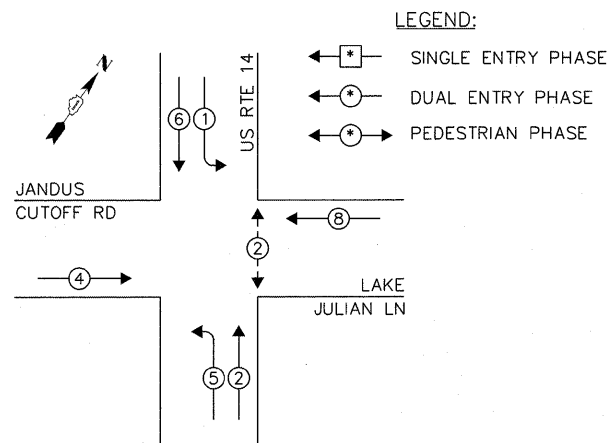 LEGEND:
* SINGLE ENTRY PHASE
* DUAL ENTRY PHASE
* PEDESTRIAN PHASE
N
US RTE 14
6 1
JANDUS
CUTOFF RD
8
2
4
LAKE
JULIAN LN
5 2